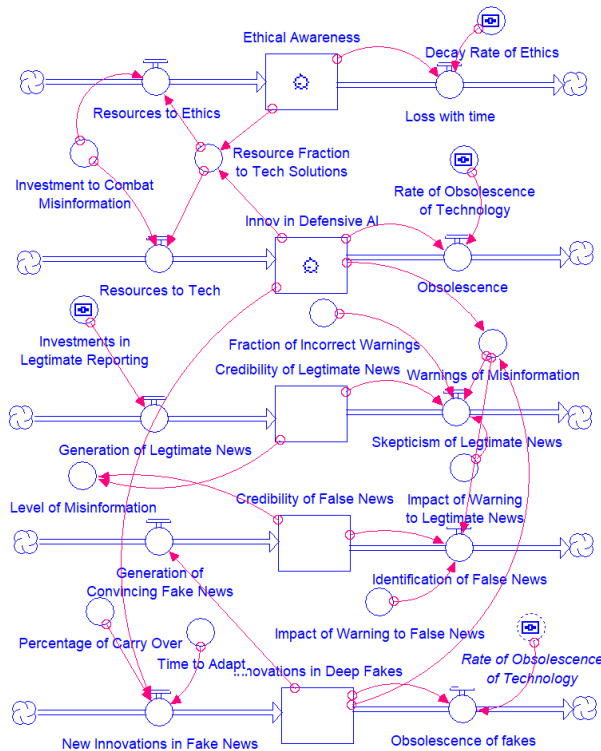 Ethical Awareness
Decay Rate of Ethics
Resources to Ethics
Loss with time
Resource Fraction
to Tech Solutions
Investment to Combat
Misinformation
Rate of Obsolescence
of Technology
Innov in Defensive AI
Resources to Tech
Obsolescence
Investments in
Legtimate Reporting
Fraction of Incorrect Warnings
Credibility of Legitimate News
Warnings of Misinformation
Generation of Legtimate News
Skepticism of Legtimate News
Level of Misinformation
Credibility of False News
Impact of Warning
to Legtimate News
Generation of
Convincing Fake News
Identification of False News
Percentage of Carry Over
Impact of Warning to False News
Time to Adapt
Innovations in Deep Fakes
Rate of Obsolescence
of Technology
New Innovations in Fake News
Obsolescence of fakes